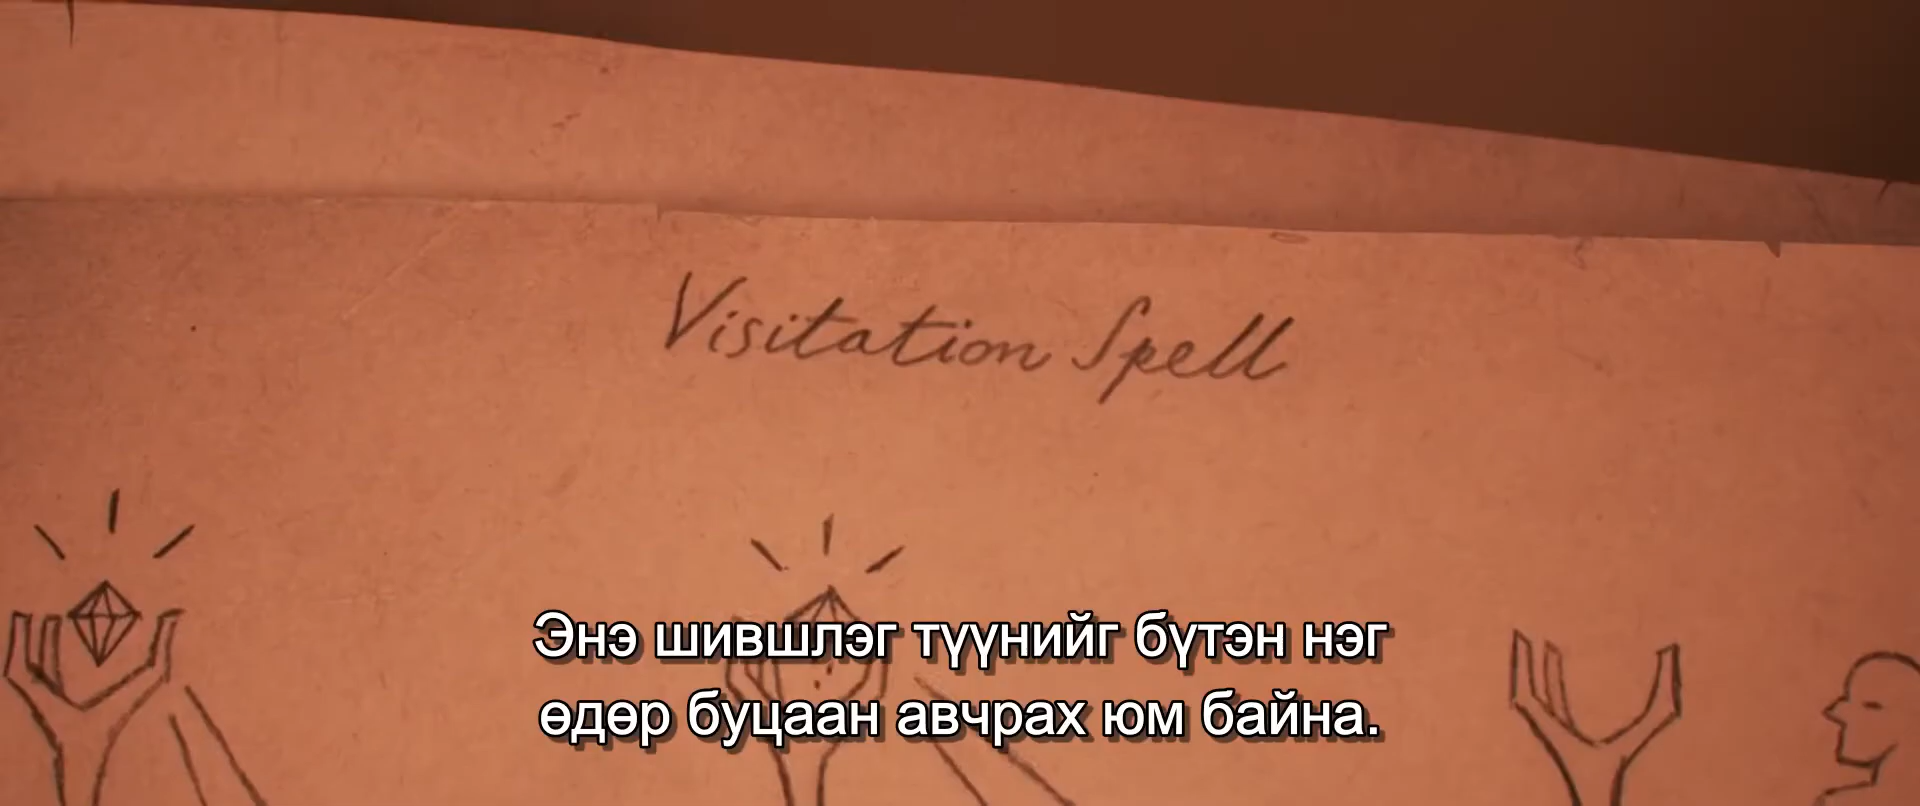 Visitation Spell
Энэ шившлэг түүнийг бүтэн нэг
өдөр буцаан авчрах юм байна.